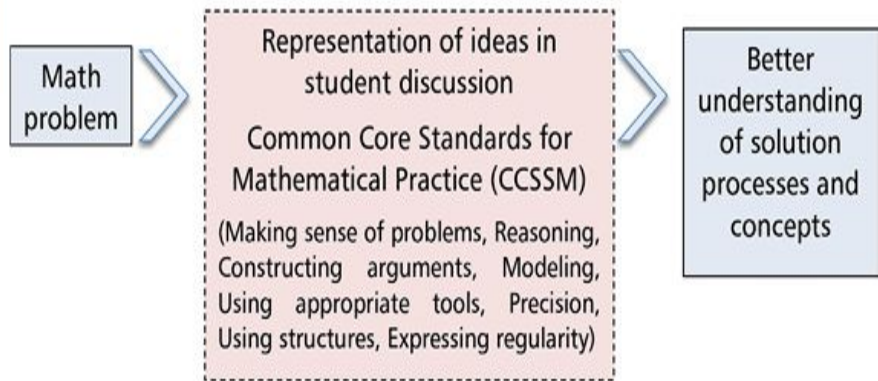 Math
problem
Representation of ideas in
student discussion
Common Core Standards for
Mathematical Practice (CCSSM)
(Making sense of problems, Reasoning,
Constructing arguments, Modeling,
Using appropriate tools, Precision,
Using structures, Expressing regularity)
Better
understanding
of solution
processes and
concepts